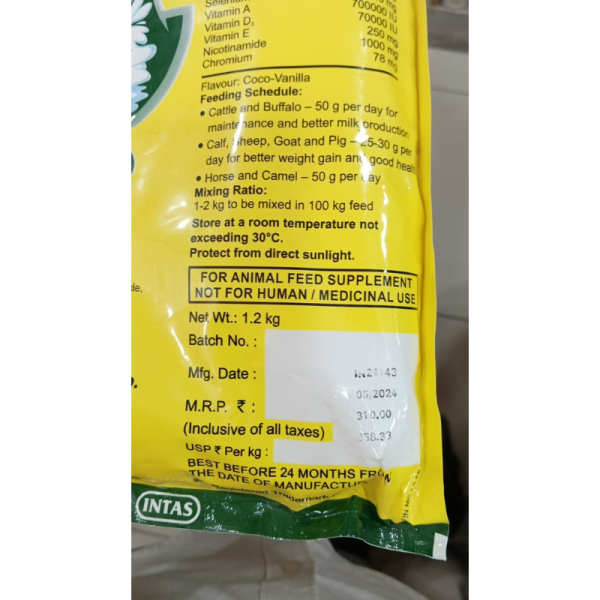 Vitamin A 700000 IU
Vitamin D₃ 70000 IU
Vitamin E 250 mg
Nicotinamide 1000 mg
Chromium 78 mg
Flavour: Coco-Vanilla
Feeding Schedule:
• Cattle and Buffalo – 50 g per day for
maintenance and better milk production
• Calf, Sheep, Goat and Pig – 25-30 g per
day for better weight gain and good health
• Horse and Camel – 50 g per day
Mixing Ratio:
1-2 kg to be mixed in 100 kg feed
Store at a room temperature not
exceeding 30°C.
Protect from direct sunlight.
FOR ANIMAL FEED SUPPLEMENT
NOT FOR HUMAN / MEDICINAL USE
Net Wt.: 1.2 kg
Batch No. :
Mfg. Date :
M.R.P. ₹ :
(Inclusive of all taxes)
USP ₹ Per kg :
05/2024
310.00
BEST BEFORE 24 MONTHS FROM
THE DATE OF MANUFACTU
Trademark
INTAS